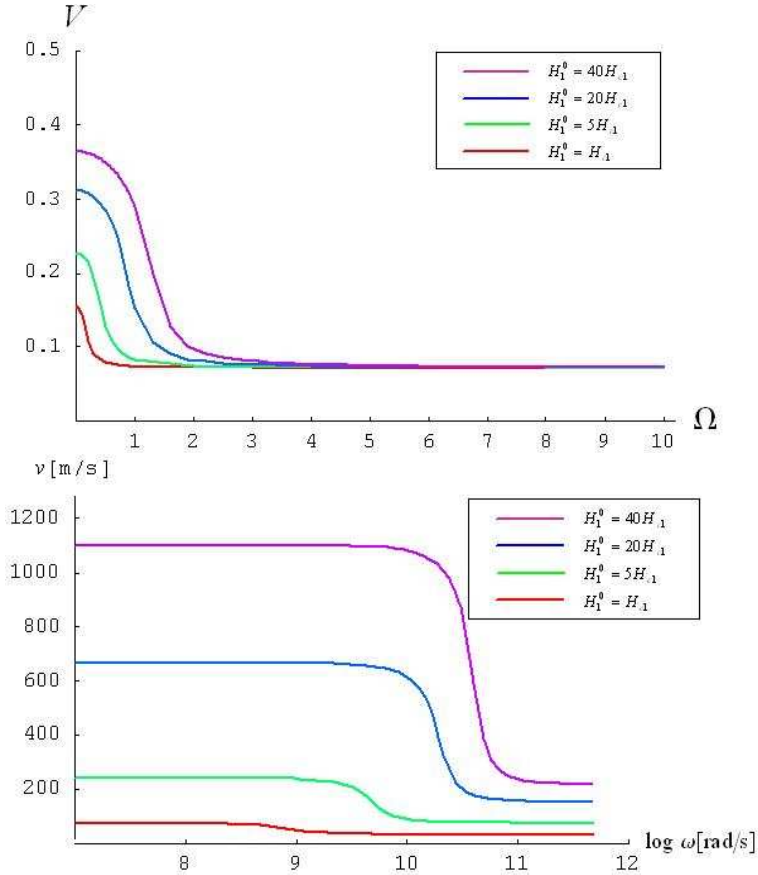 V
0.5
0.4
0.3
0.2
0.1
H₁⁰ = 40H꜀₁
H₁⁰ = 20H꜀₁
H₁⁰ = 5H꜀₁
H₁⁰ = H꜀₁
1 2 3 4 5 6 7 8 9 10 Ω
v[m/s]
1200
1000
800
600
400
200
H₁⁰ = 40H꜀₁
H₁⁰ = 20H꜀₁
H₁⁰ = 5H꜀₁
H₁⁰ = H꜀₁
8 9 10 11 12
log ω[rad/s]